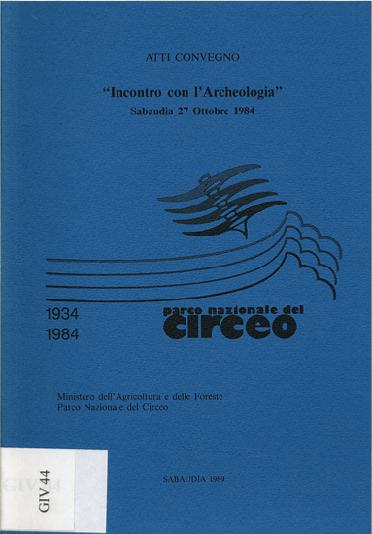 ATTI CONVEGNO
“Incontro con l'Archeologia”
Sabaudia 27 Ottobre 1984
1934
1984
parco nazionale del
circeo
Ministero dell'Agricoltura e delle Foreste
Parco Nazionale del Circeo
GIV 44
SABAUDIA 1989